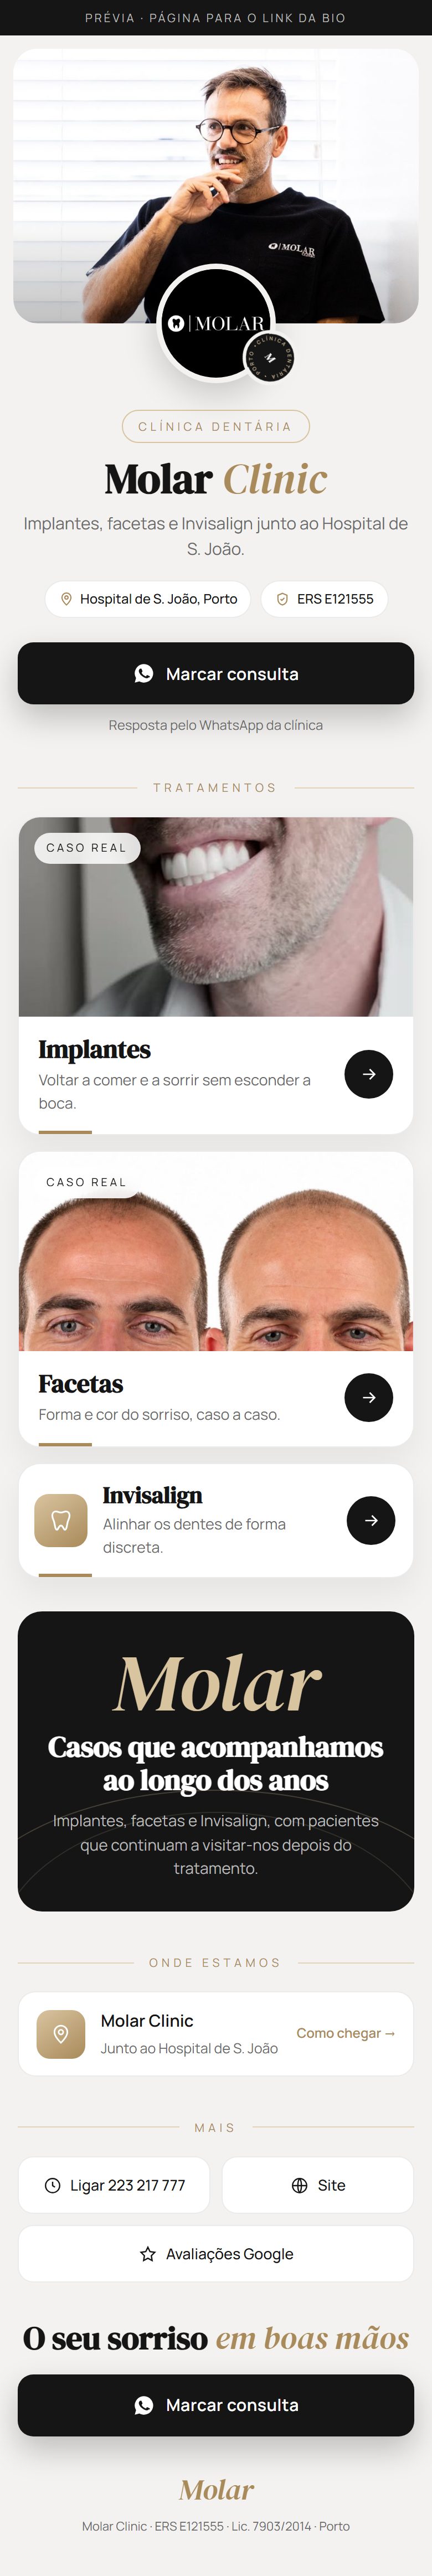 PRÉVIA · PÁGINA PARA O LINK DA BIO
MOLAR
MOLAR
CLÍNICA DENTÁRIA · PORTO ·
M
CLÍNICA DENTÁRIA
Molar Clinic
Implantes, facetas e Invisalign junto ao Hospital de
S. João.
Hospital de S. João, Porto
ERS E121555
Marcar consulta
Resposta pelo WhatsApp da clínica
TRATAMENTOS
CASO REAL
Implantes
Voltar a comer e a sorrir sem esconder a
boca.
CASO REAL
Facetas
Forma e cor do sorriso, caso a caso.
Invisalign
Alinhar os dentes de forma
discreta.
Molar
Casos que acompanhamos
ao longo dos anos
Implantes, facetas e Invisalign, com pacientes
que continuam a visitar-nos depois do
tratamento.
ONDE ESTAMOS
Molar Clinic
Junto ao Hospital de S. João
Como chegar →
MAIS
Ligar 223 217 777
Site
Avaliações Google
O seu sorriso em boas mãos
Marcar consulta
Molar
Molar Clinic · ERS E121555 · Lic. 7903/2014 · Porto